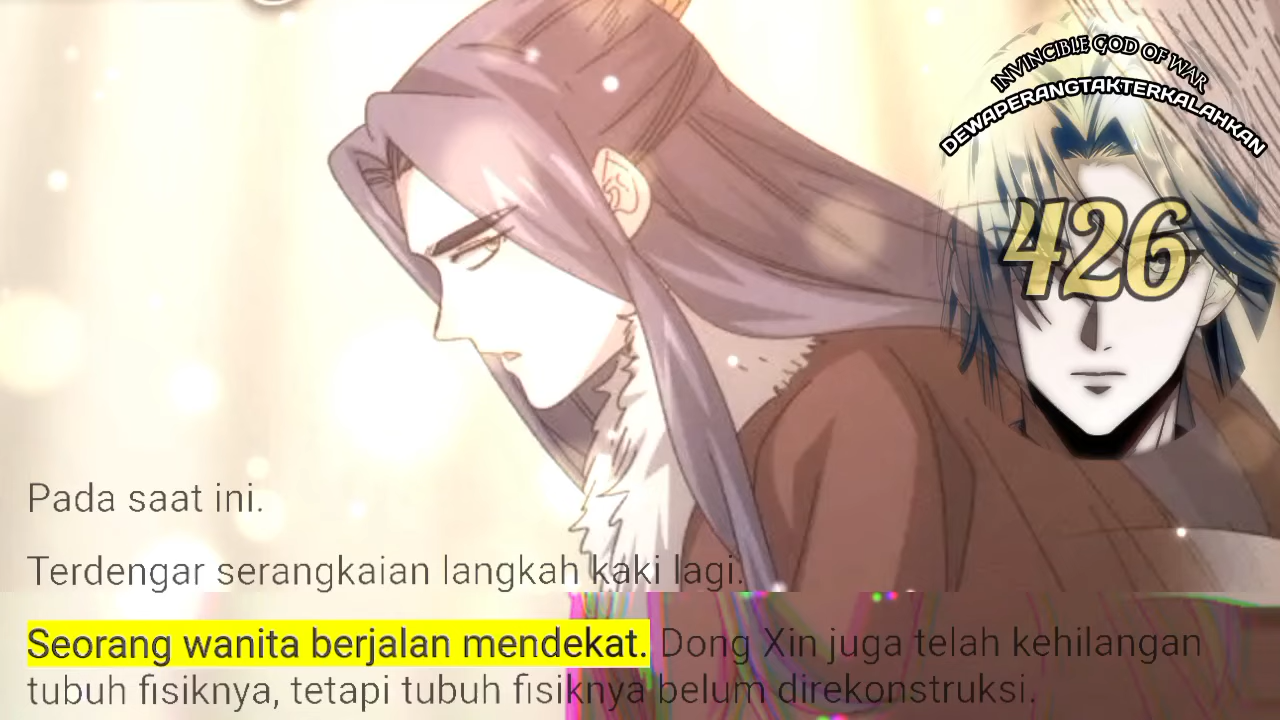 INVINCIBLE GOD OF WAR
DEWAPERANGTAKTERKALAHKAN
426
Pada saat ini.
Terdengar serangkaian langkah kaki lagi.
Seorang wanita berjalan mendekat. Dong Xin juga telah kehilangan
tubuh fisiknya, tetapi tubuh fisiknya belum direkonstruksi.